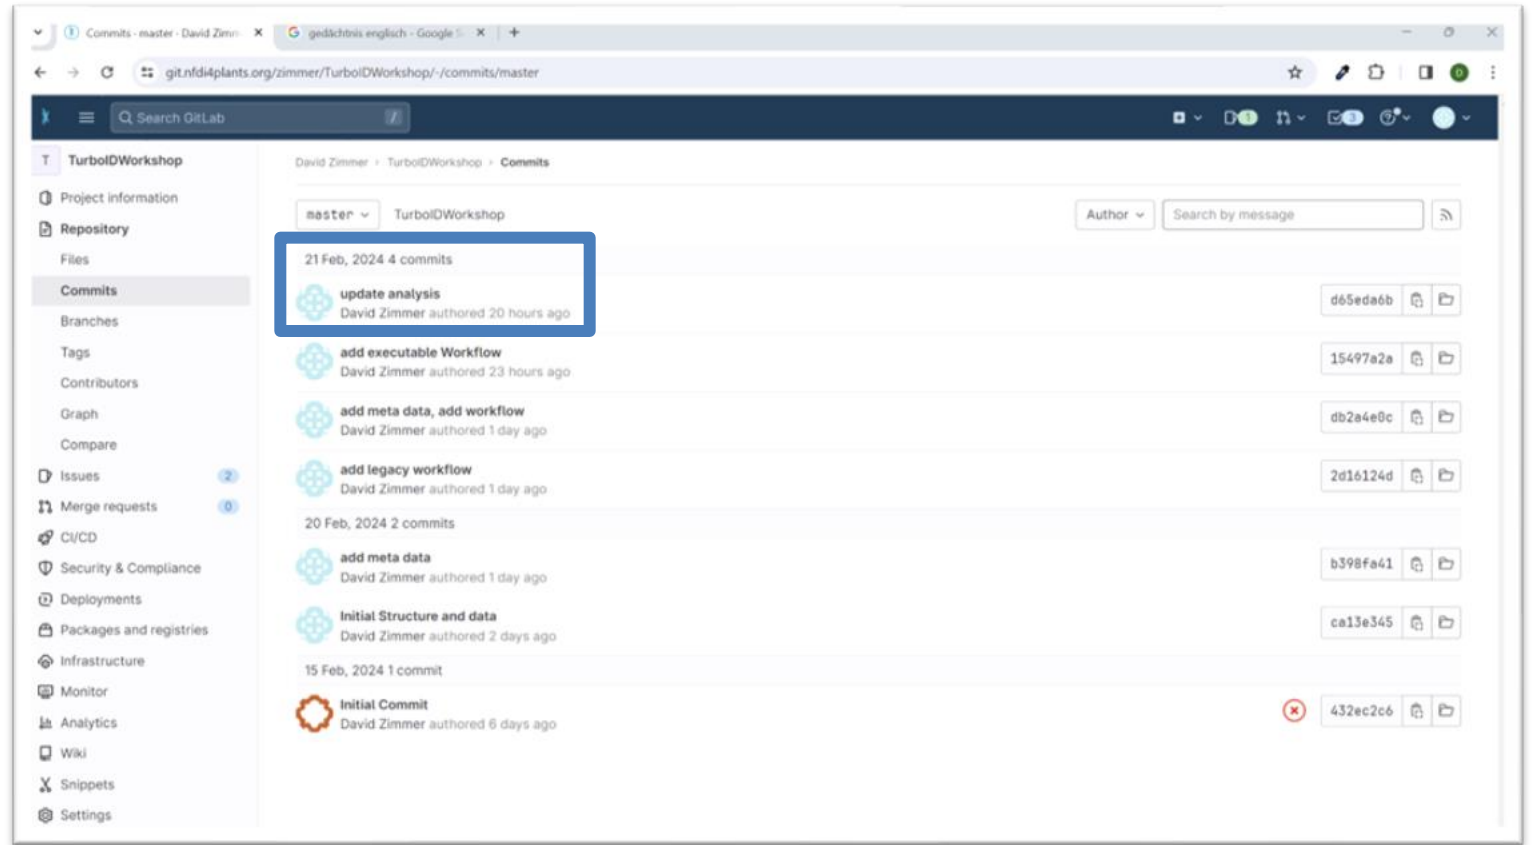 Commits · master · David Zimm
gedächtnis englisch - Google S
git.nfdi4plants.org/zimmer/TurboIDWorkshop/-/commits/master
D
Search GitLab
/
1
3
T TurboIDWorkshop
David Zimmer › TurboIDWorkshop › Commits
Project information
Repository
Files
Commits
Branches
Tags
Contributors
Graph
Compare
Issues 2
Merge requests 0
CI/CD
Security & Compliance
Deployments
Packages and registries
Infrastructure
Monitor
Analytics
Wiki
Snippets
Settings
master TurboIDWorkshop
Author Search by message
21 Feb, 2024 4 commits
update analysis
David Zimmer authored 20 hours ago
d65eda6b
add executable Workflow
David Zimmer authored 23 hours ago
15497a2a
add meta data, add workflow
David Zimmer authored 1 day ago
db2a4e0c
add legacy workflow
David Zimmer authored 1 day ago
2d16124d
20 Feb, 2024 2 commits
add meta data
David Zimmer authored 1 day ago
b398fa41
Initial Structure and data
David Zimmer authored 2 days ago
ca13e345
15 Feb, 2024 1 commit
Initial Commit
David Zimmer authored 6 days ago
432ec2c6